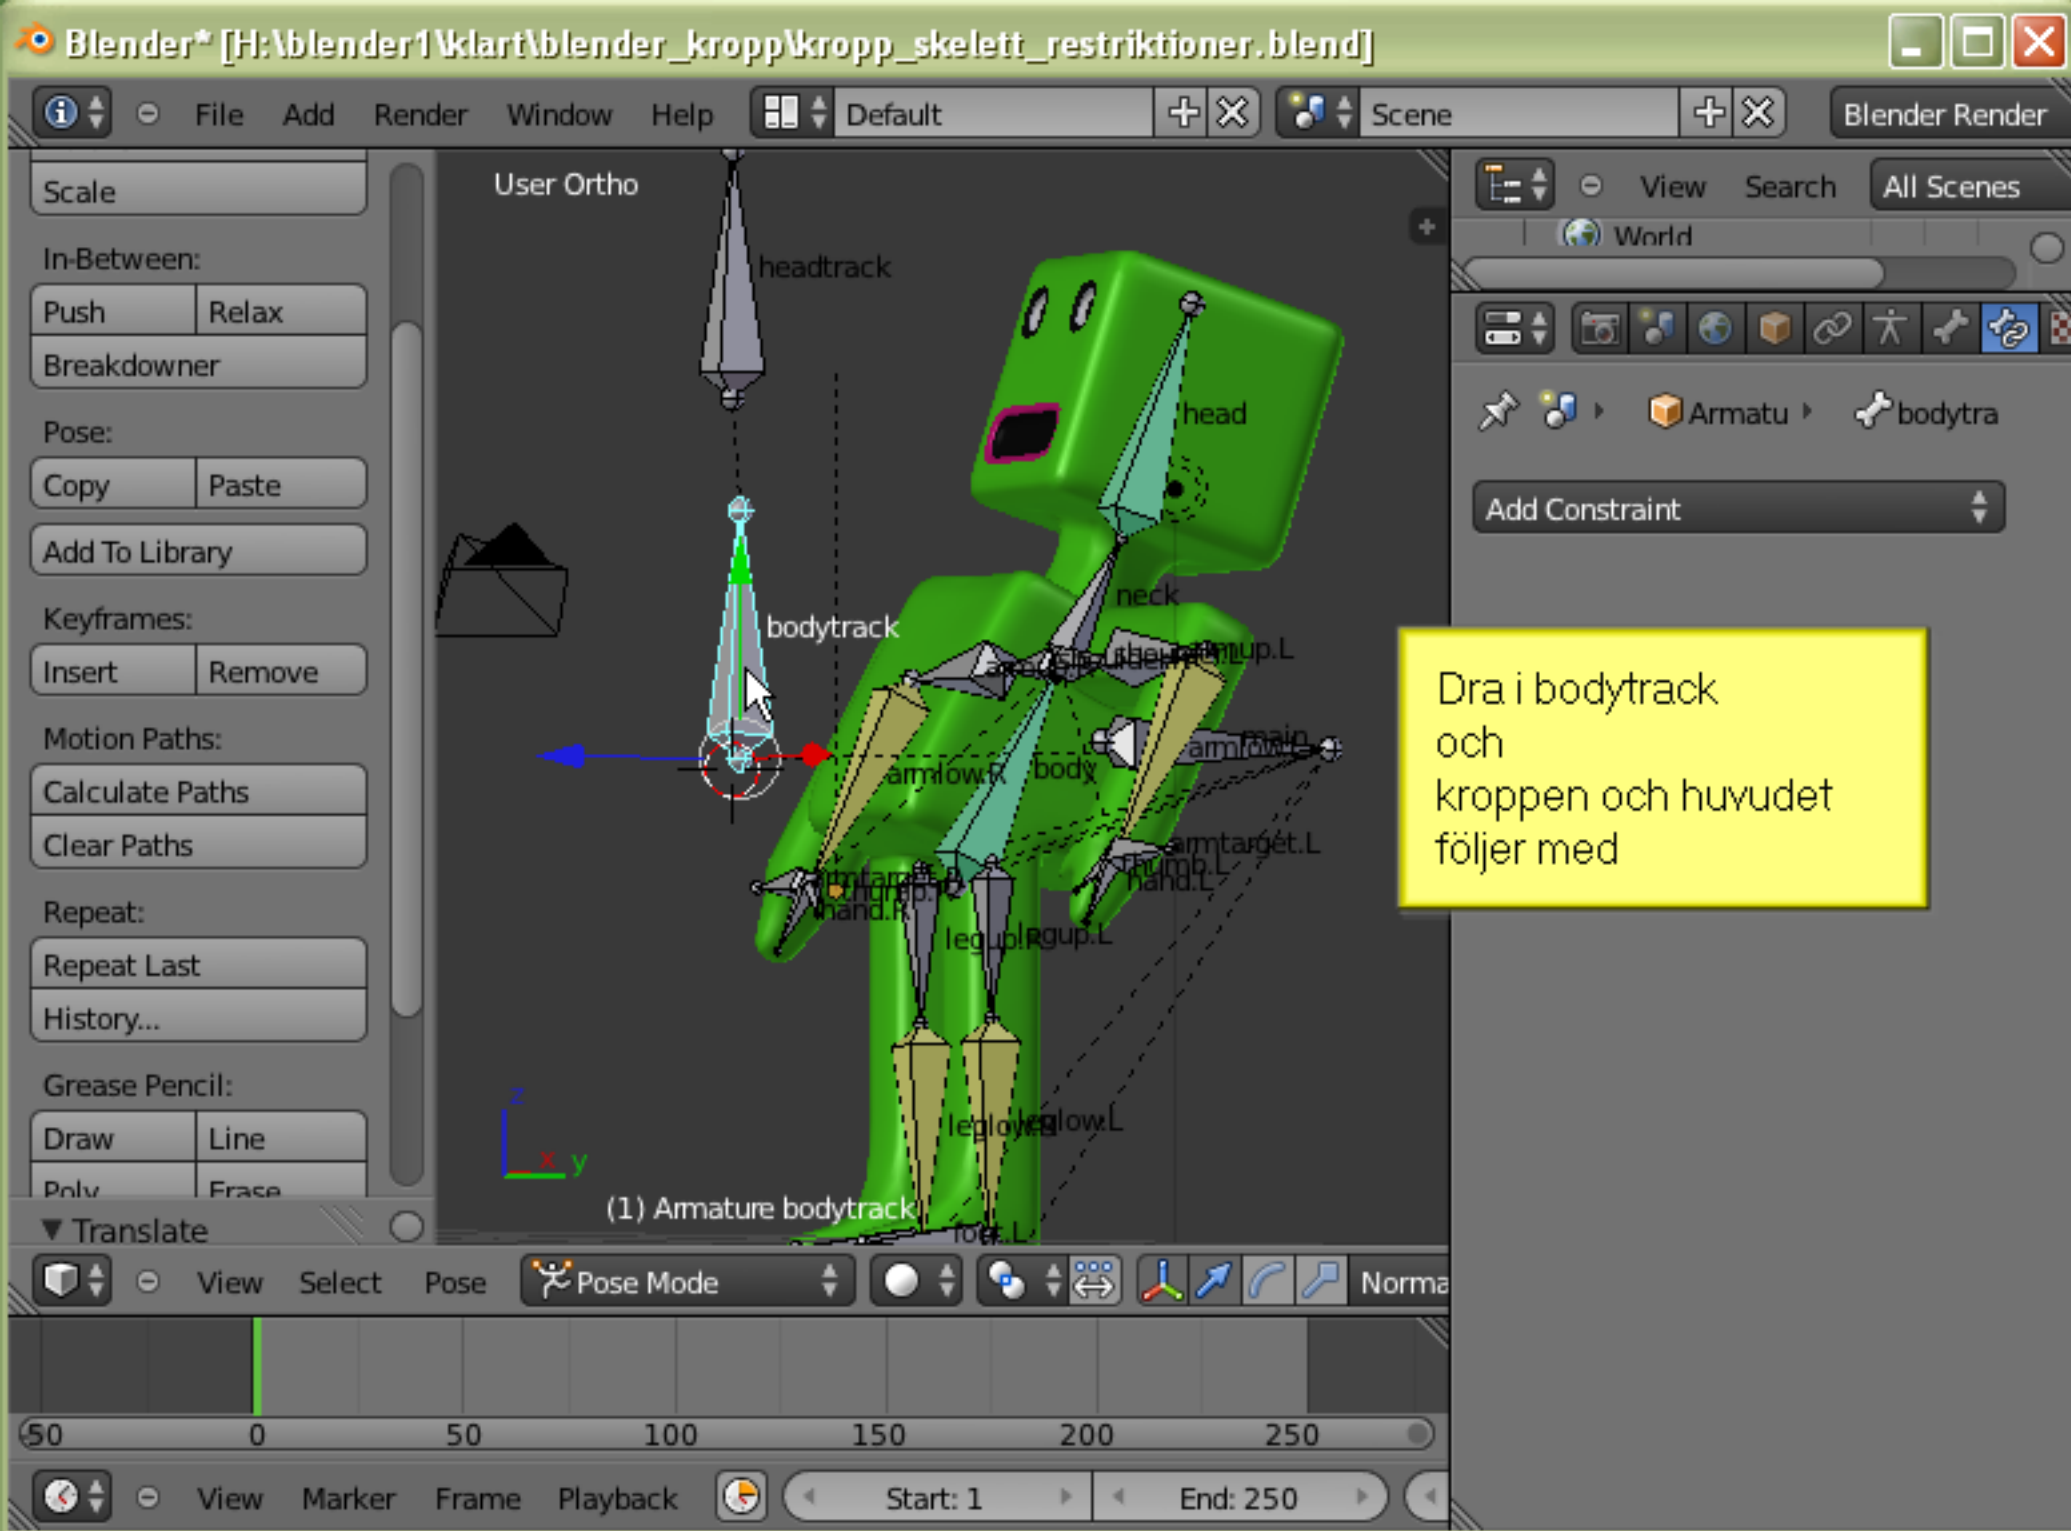 Blender* [H:\blender1\klart\blender_kropp\kropp_skelett_restriktioner.blend]
File Add Render Window Help Default Scene Blender Render
Scale
In-Between:
Push Relax
Breakdowner
Pose:
Copy Paste
Add To Library
Keyframes:
Insert Remove
Motion Paths:
Calculate Paths
Clear Paths
Repeat:
Repeat Last
History...
Grease Pencil:
Draw Line
Poly Erase
Translate
User Ortho
headtrack
head
neck
bodytrack
armup.L
main
armlow.R body
armtarget.L
thumb.L
hand.L
hand.R
legup.R legup.L
leglow.L
z
x y
(1) Armature bodytrack
foot.L
View Search All Scenes
World
Armatu bodytra
Add Constraint
Dra i bodytrack
och
kroppen och huvudet
följer med
View Select Pose Pose Mode Norma
-50 0 50 100 150 200 250
View Marker Frame Playback Start: 1 End: 250